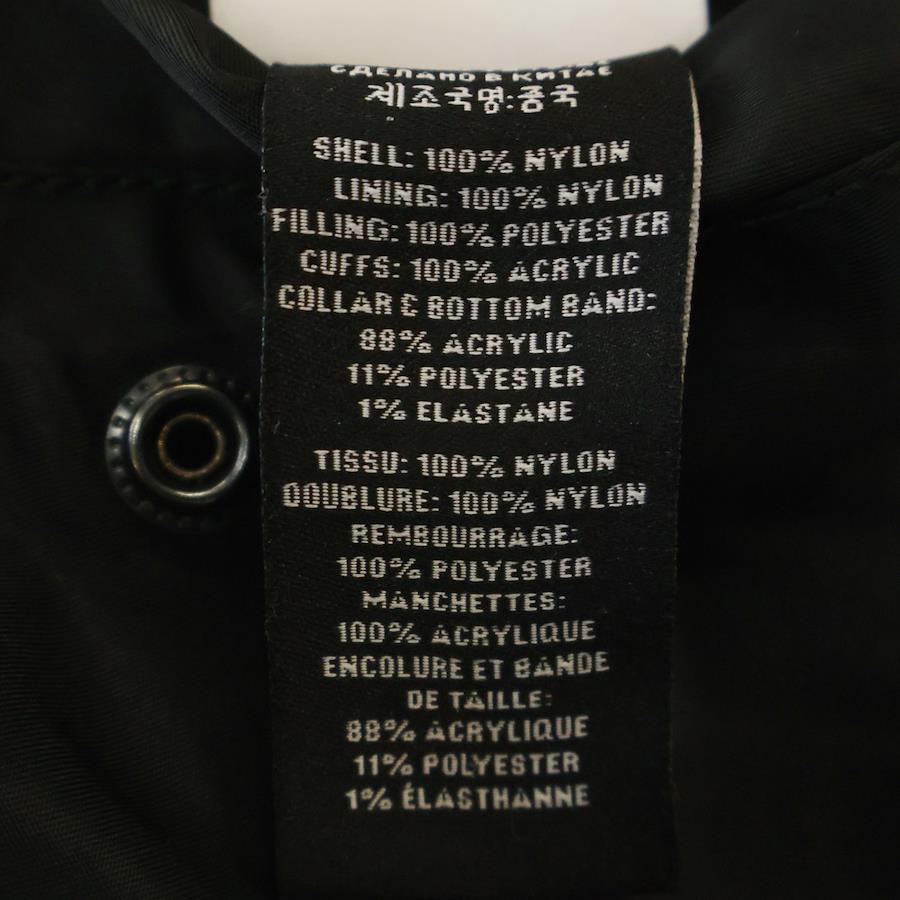 СДЕЛАНО В КИТАЕ
제조국명:중국
SHELL: 100% NYLON
LINING: 100% NYLON
FILLING: 100% POLYESTER
CUFFS: 100% ACRYLIC
COLLAR & BOTTOM BAND:
88% ACRYLIC
11% POLYESTER
1% ELASTANE
TISSU: 100% NYLON
DOUBLURE: 100% NYLON
REMBOURRAGE:
100% POLYESTER
MANCHETTES:
100% ACRYLIQUE
ENCOLURE ET BANDE
DE TAILLE:
88% ACRYLIQUE
11% POLYESTER
1% ÉLASTHANNE